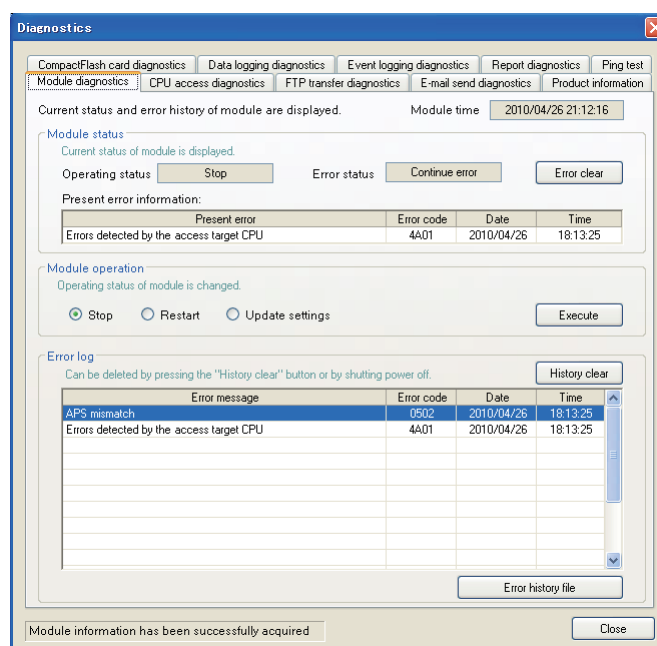 Diagnostics
CompactFlash card diagnostics Data logging diagnostics Event logging diagnostics Report diagnostics Ping test
Module diagnostics CPU access diagnostics FTP transfer diagnostics E-mail send diagnostics Product information
Current status and error history of module are displayed. Module time 2010/04/26 21:12:16
Module status
Current status of module is displayed.
Operating status Stop Error status Continue error Error clear
Present error information:
Present error Error code Date Time
Errors detected by the access target CPU 4A01 2010/04/26 18:13:25
Module operation
Operating status of module is changed.
Stop Restart Update settings Execute
Error log
Can be deleted by pressing the "History clear" button or by shutting power off. History clear
Error message Error code Date Time
APS mismatch 0502 2010/04/26 18:13:25
Errors detected by the access target CPU 4A01 2010/04/26 18:13:25
Error history file
Module information has been successfully acquired Close